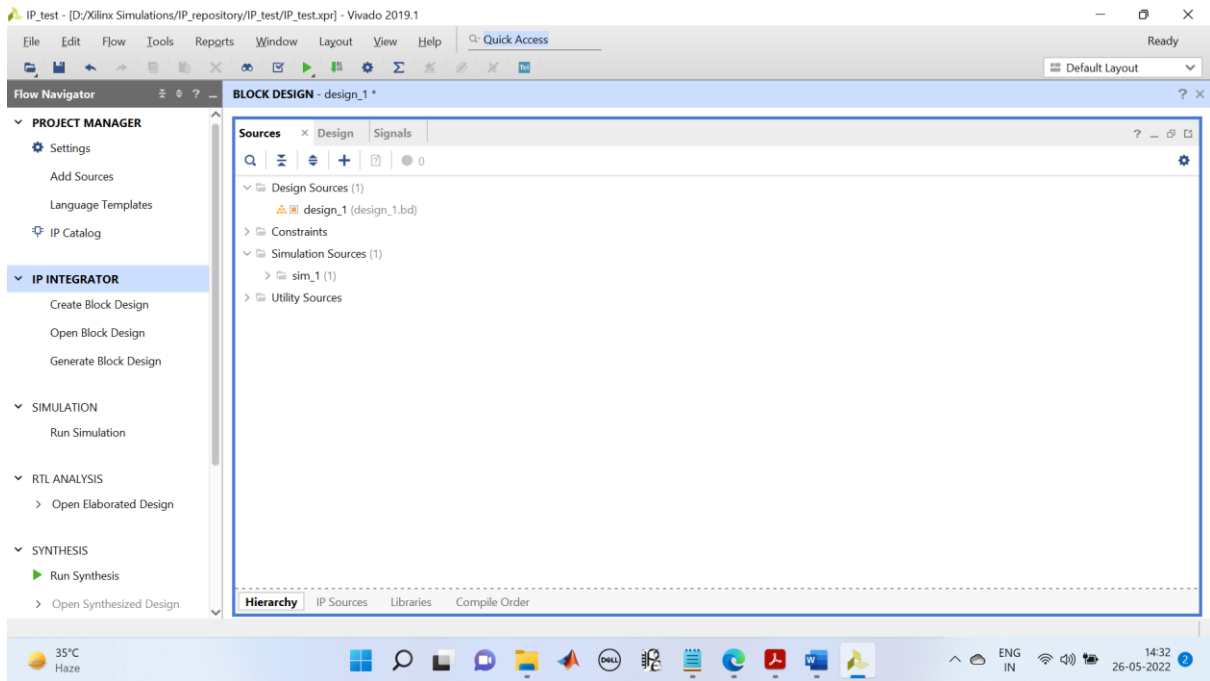 IP_test - [D:/Xilinx Simulations/IP_repository/IP_test/IP_test.xpr] - Vivado 2019.1
File Edit Flow Tools Reports Window Layout View Help Quick Access Ready
Default Layout
Flow Navigator
PROJECT MANAGER
Settings
Add Sources
Language Templates
IP Catalog
IP INTEGRATOR
Create Block Design
Open Block Design
Generate Block Design
SIMULATION
Run Simulation
RTL ANALYSIS
Open Elaborated Design
SYNTHESIS
Run Synthesis
Open Synthesized Design
BLOCK DESIGN - design_1 *
Sources Design Signals
0
Design Sources (1)
design_1 (design_1.bd)
Constraints
Simulation Sources (1)
sim_1 (1)
Utility Sources
Hierarchy IP Sources Libraries Compile Order
35°C
Haze
DELL
W
ENG
IN
14:32
26-05-2022
2